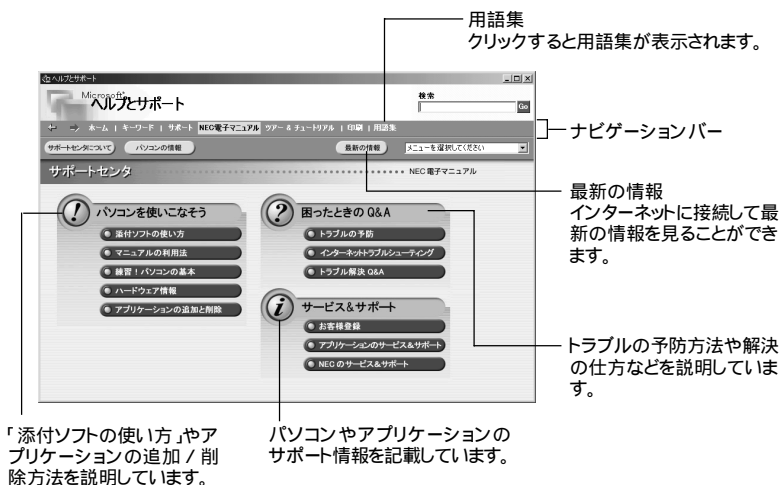 用語集
クリックすると用語集が表示されます。
ヘルプとサポート
Microsoft
ヘルプとサポート
検索
Go
ホーム | キーワード | サポート | NEC電子マニュアル ツアー & チュートリアル | 印刷 | 用語集
ナビゲーションバー
サポートセンタについて パソコンの情報 最新の情報 メニューを選択してください
サポートセンタ NEC 電子マニュアル
最新の情報
インターネットに接続して最
新の情報を見ることができ
ます。
パソコンを使いこなそう
添付ソフトの使い方
マニュアルの利用法
練習！パソコンの基本
ハードウェア情報
アプリケーションの追加と削除
困ったときの Q&A
トラブルの予防
インターネットトラブルシューティング
トラブル解決 Q&A
サービス&サポート
お客様登録
アプリケーションのサービス&サポート
NEC のサービス&サポート
トラブルの予防方法や解決
の仕方などを説明していま
す。
「添付ソフトの使い方」やア
プリケーションの追加 / 削
除方法を説明しています。
パソコンやアプリケーションの
サポート情報を記載しています。